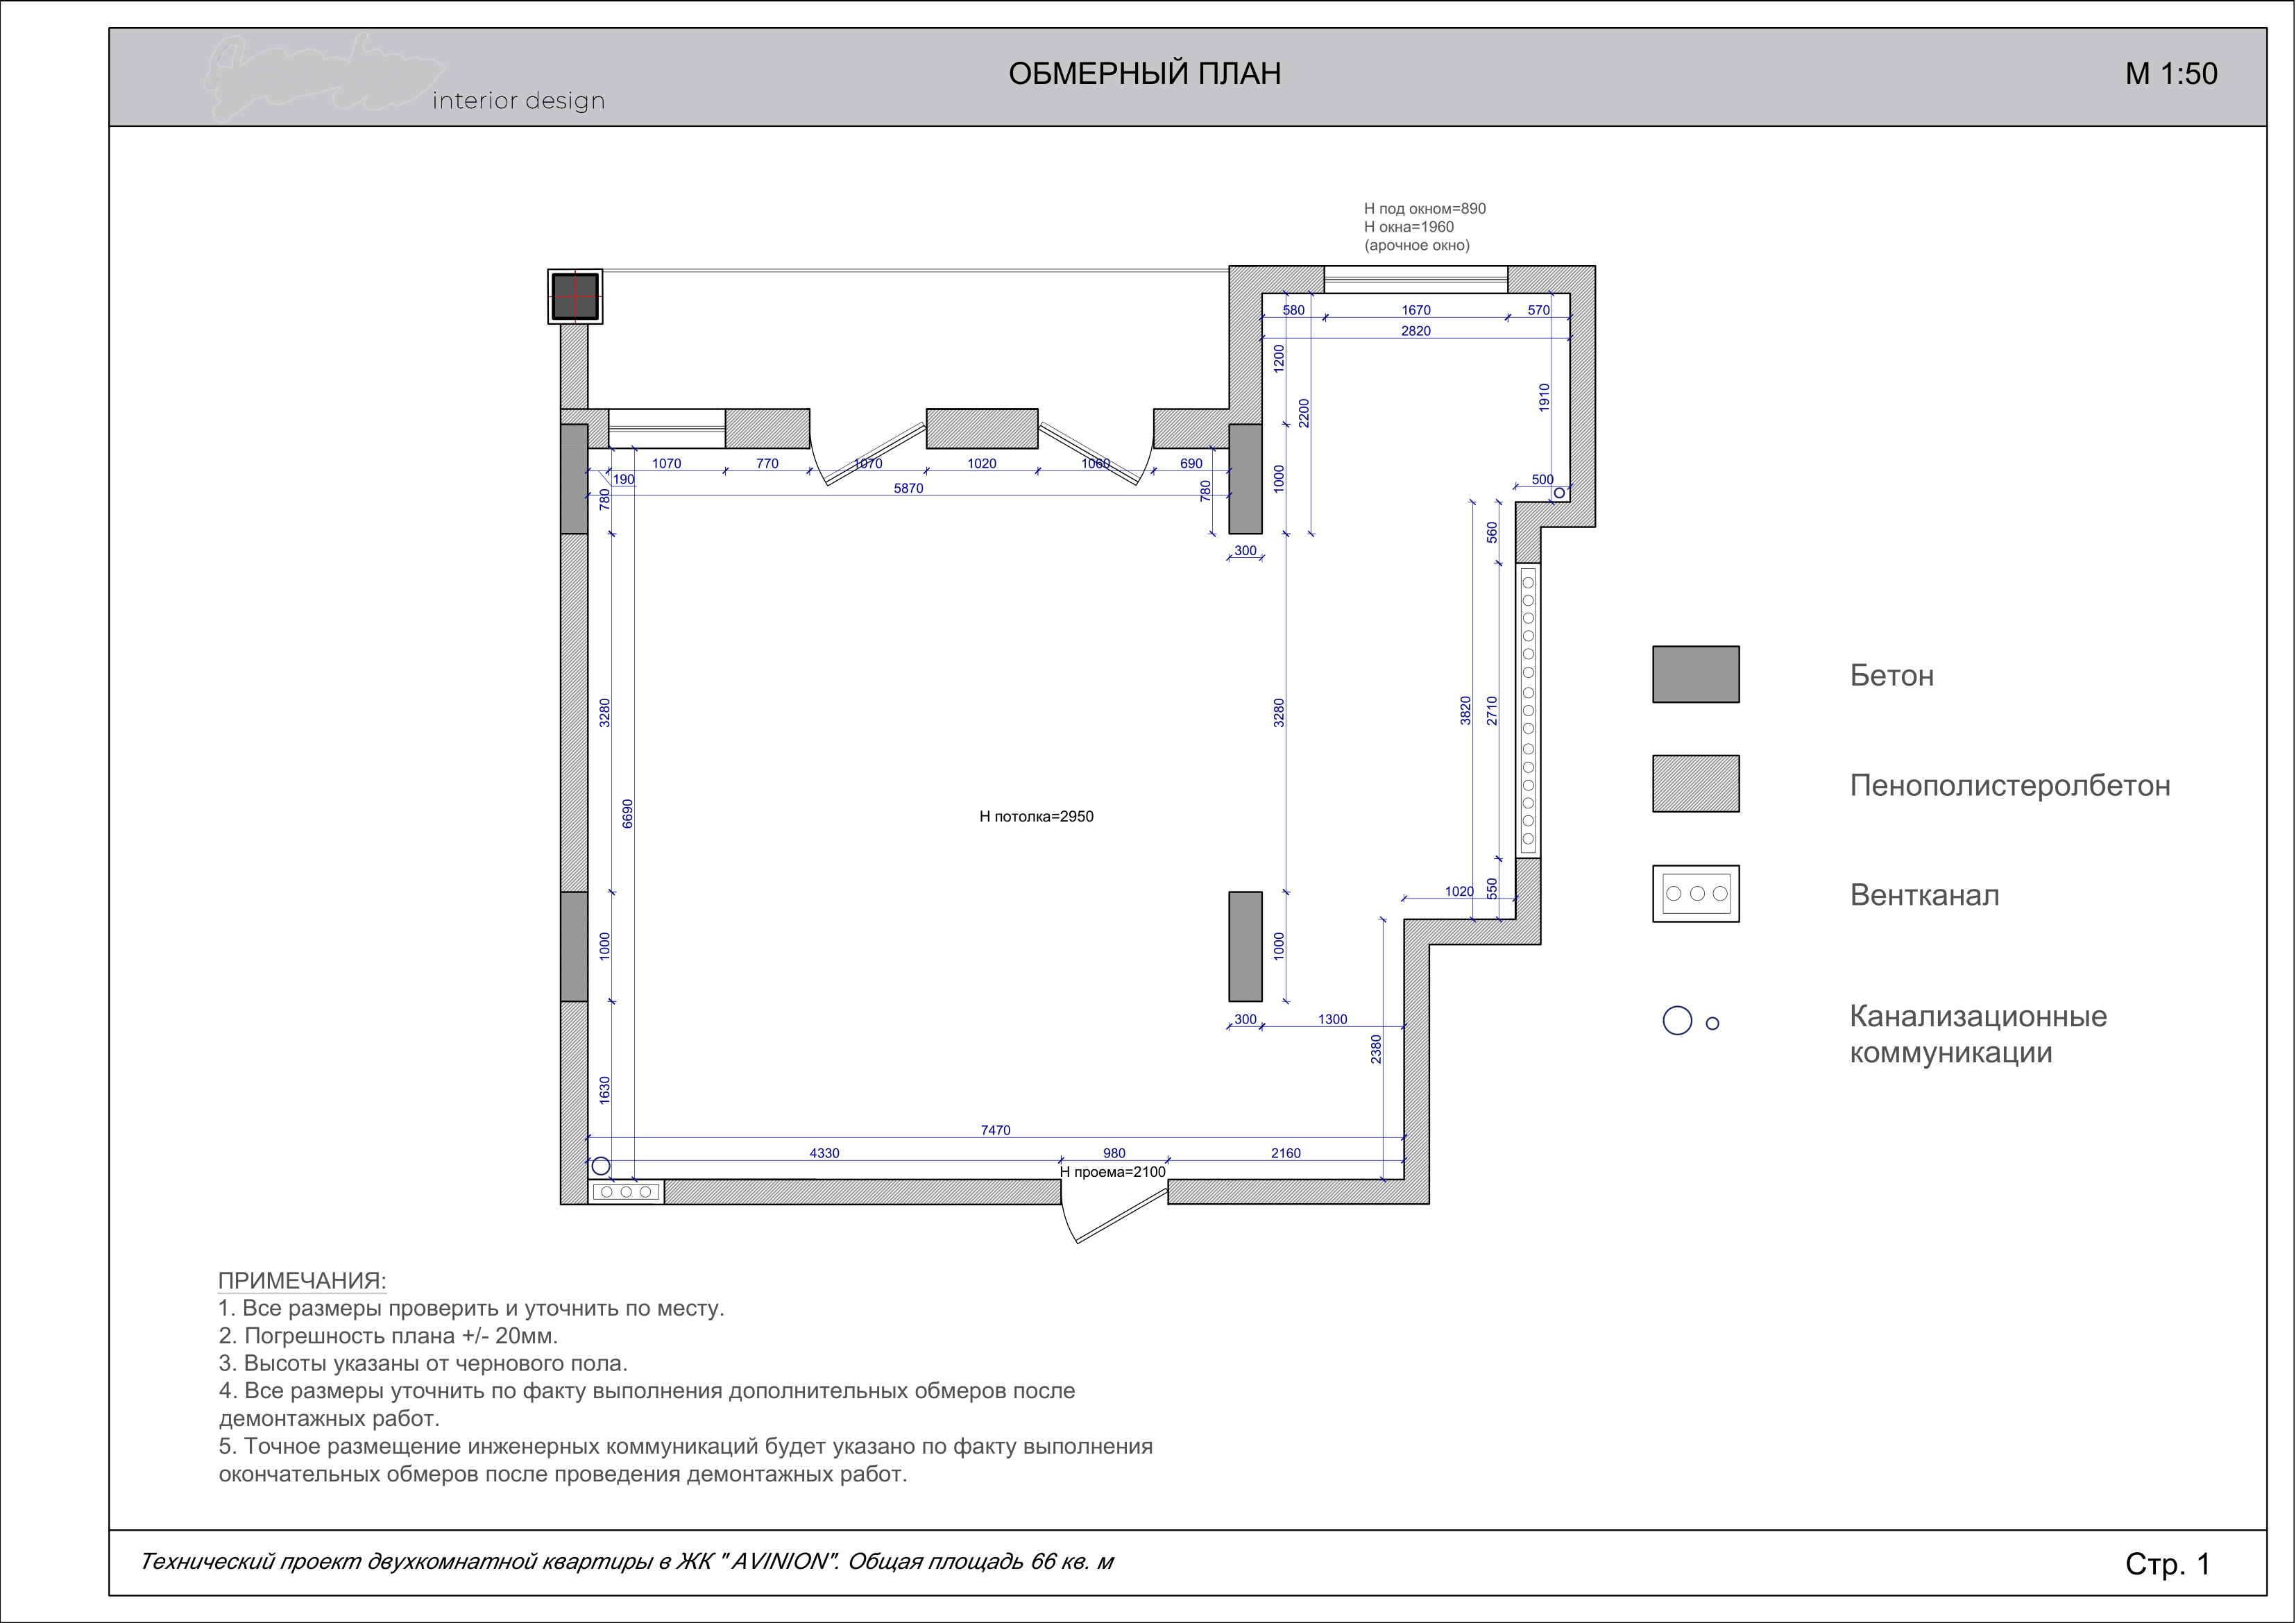 interior design
ОБМЕРНЫЙ ПЛАН
М 1:50
Н под окном=890
Н окна=1960
(арочное окно)
580
1670
570
2820
1200
2200
1910
1070
770
1070
1020
1060
690
190
5870
780
780
1000
500
560
300
3280
3280
3820
2710
6690
Н потолка=2950
1020
550
1000
1000
300
1300
2380
1630
7470
4330
980
2160
Н проема=2100
Бетон
Пенополистеролбетон
Вентканал
Канализационные
коммуникации
ПРИМЕЧАНИЯ:
1. Все размеры проверить и уточнить по месту.
2. Погрешность плана +/- 20мм.
3. Высоты указаны от чернового пола.
4. Все размеры уточнить по факту выполнения дополнительных обмеров после
демонтажных работ.
5. Точное размещение инженерных коммуникаций будет указано по факту выполнения
окончательных обмеров после проведения демонтажных работ.
Технический проект двухкомнатной квартиры в ЖК " AVINION". Общая площадь 66 кв. м
Стр. 1